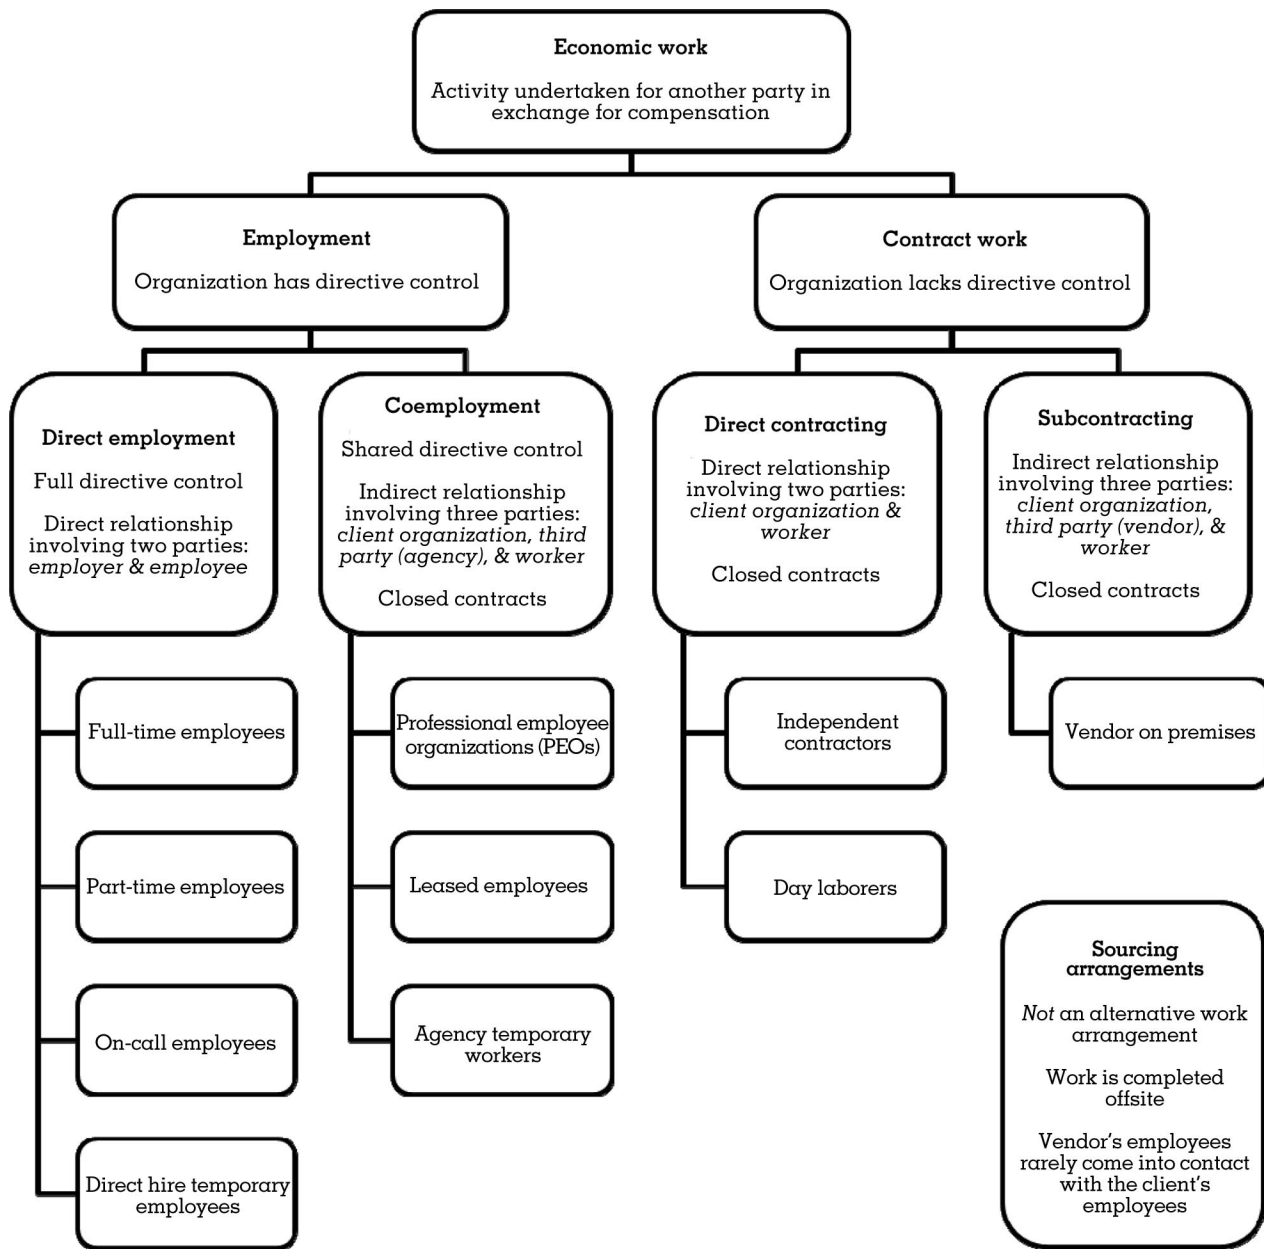 Economic work
Activity undertaken for another party in
exchange for compensation
Employment
Organization has directive control
Contract work
Organization lacks directive control
Direct employment
Full directive control
Direct relationship
involving two parties:
employer & employee
Coemployment
Shared directive control
Indirect relationship
involving three parties:
client organization, third
party (agency), & worker
Closed contracts
Direct contracting
Direct relationship
involving two parties:
client organization &
worker
Closed contracts
Subcontracting
Indirect relationship
involving three parties:
client organization,
third party (vendor), &
worker
Closed contracts
Full-time employees
Part-time employees
On-call employees
Direct hire temporary
employees
Professional employee
organizations (PEOs)
Leased employees
Agency temporary
workers
Independent
contractors
Day laborers
Vendor on premises
Sourcing
arrangements
Not an alternative work
arrangement
Work is completed
offsite
Vendor's employees
rarely come into contact
with the client's
employees